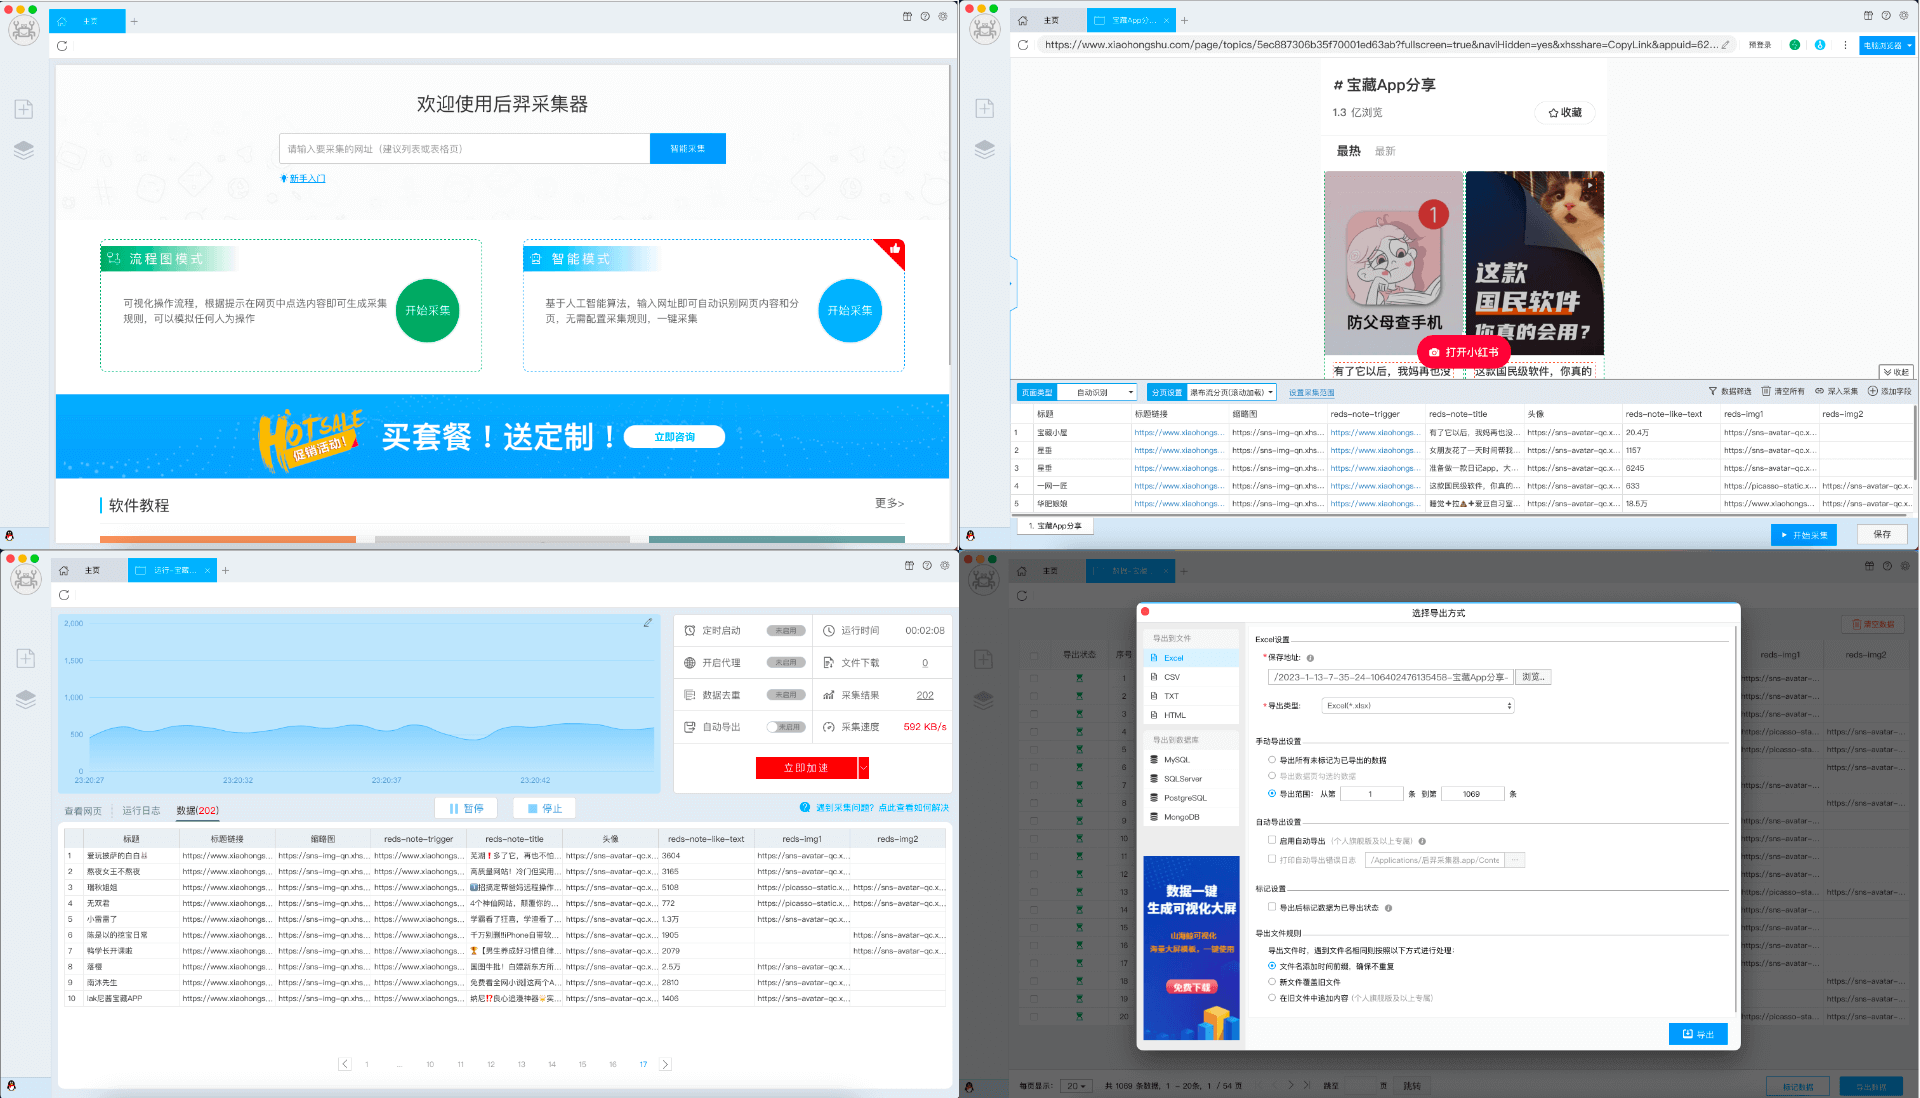 主页
欢迎使用后羿采集器
请输入要采集的网址（建议列表或表格页）
智能采集
新手入门
流程图模式
可视化操作流程，根据提示在网页中点选内容即可生成采集
规则，可以模拟任何人为操作
开始采集
智能模式
基于人工智能算法，输入网址即可自动识别网页内容和分
页，无需配置采集规则，一键采集
开始采集
HOT SALE
促销活动！
买套餐！送定制！
立即咨询
软件教程
更多>
主页
宝藏App分...
https://www.xiaohongshu.com/page/topics/5ec887306b35f70001ed63ab?fullscreen=true&naviHidden=yes&xhsshare=CopyLink&appuid=62...
预登录
电脑浏览器
# 宝藏App分享
1.3 亿浏览
收藏
最热
最新
1
防父母查手机
这款
国民软件
你真的会用？
打开小红书
有了它以后，我妈再也没
这款国民级软件，你真的
收起
页面类型 自动识别 分页设置 瀑布流分页(滚动加载) 设置采集范围
数据筛选 清空所有 深入采集 添加字段
标题 标题链接 缩略图 reds-note-trigger reds-note-title 头像 reds-note-like-text reds-img1 reds-img2
1 宝藏小屋 https://www.xiaohongs... https://sns-img-qn.xhs... https://www.xiaohongs... 有了它以后，我妈再也没... https://sns-avatar-qc.x... 20.4万 https://sns-avatar-qc.x...
2 星垂 https://www.xiaohongs... https://sns-img-qn.xhs... https://www.xiaohongs... 女朋友花了一天时间帮我... https://sns-avatar-qc.x... 1157 https://sns-avatar-qc.x...
3 星垂 https://www.xiaohongs... https://sns-img-qn.xhs... https://www.xiaohongs... 准备做一款日记app，大... https://sns-avatar-qc.x... 6245 https://sns-avatar-qc.x...
4 一网一匠 https://www.xiaohongs... https://sns-img-qn.xhs... https://www.xiaohongs... 这款国民级软件，你真的... https://sns-avatar-qc.x... 633 https://picasso-static.x... https://sns-avatar-qc.x...
5 华肥娘娘 https://www.xiaohongs... https://sns-img-qn.xhs... https://www.xiaohongs... 睡觉+拉💩+爱豆自习室... https://sns-avatar-qc.x... 18.5万 https://www.xiaohongs... https://sns-avatar-qc.x...
1. 宝藏App分享
开始采集
保存
主页
运行-宝藏...
2,000
1,500
1,000
500
0
23:20:27 23:20:32 23:20:37 23:20:42
定时启动 未启用 运行时间 00:02:08
开启代理 未启用 文件下载 0
数据去重 未启用 采集结果 202
自动导出 未启用 采集速度 592 KB/s
立即加速
查看网页 运行日志 数据(202)
暂停
停止
遇到采集问题？点此查看如何解决
标题 标题链接 缩略图 reds-note-trigger reds-note-title 头像 reds-note-like-text reds-img1 reds-img2
1 爱玩披萨的白白 https://www.xiaohongs... https://sns-img-qn.xhs... https://www.xiaohongs... 芜湖❗多了它，再也不怕... https://sns-avatar-qc.x... 3604 https://sns-avatar-qc.x...
2 熬夜女王不熬夜 https://www.xiaohongs... https://sns-img-qn.xhs... https://www.xiaohongs... 高质量网站！冷门但实用... https://sns-avatar-qc.x... 3165 https://sns-avatar-qc.x...
3 瑞秋姐姐 https://www.xiaohongs... https://sns-img-qn.xhs... https://www.xiaohongs... 1️⃣招搞定帮爸妈远程操作... https://sns-avatar-qc.x... 5108 https://picasso-static.x... https://sns-avatar-qc.x...
4 无双君 https://www.xiaohongs... https://sns-img-qn.xhs... https://www.xiaohongs... 4个神仙网站，颠覆你的... https://sns-avatar-qc.x... 772 https://picasso-static.x... https://sns-avatar-qc.x...
5 小雷雷了 https://www.xiaohongs... https://sns-img-qn.xhs... https://www.xiaohongs... 学霸看了狂喜，学渣看了... https://sns-avatar-qc.x... 1.3万 https://sns-avatar-qc.x...
6 陈是以的挖宝日常 https://www.xiaohongs... https://sns-img-qn.xhs... https://www.xiaohongs... 千万别删!iPhone自带软... https://sns-avatar-qc.x... 1905 https://sns-avatar-qc.x...
7 鸭学长开课啦 https://www.xiaohongs... https://sns-img-qn.xhs... https://www.xiaohongs... 🏆【男生养成好习惯自律... https://sns-avatar-qc.x... 2079 https://sns-avatar-qc.x...
8 落樱 https://www.xiaohongs... https://sns-img-qn.xhs... https://www.xiaohongs... 国图牛批！白嫖新东方所... https://sns-avatar-qc.x... 2.5万 https://sns-avatar-qc.x...
9 南沐先生 https://www.xiaohongs... https://sns-img-qn.xhs... https://www.xiaohongs... 免费看全网小说‼️这两个A... https://sns-avatar-qc.x... 2810 https://sns-avatar-qc.x...
10 lak尼酱宝藏APP https://www.xiaohongs... https://sns-img-qn.xhs... https://www.xiaohongs... 纳尼⁉️良心追漫神器 https://sns-avatar-qc.x... 1406 https://sns-avatar-qc.x...
1 ... 10 11 12 13 14 15 16 17
主页
数据-宝藏...
清空数据
导出状态 序号 reds-img1 reds-img2
选择导出方式
导出到文件
Excel
CSV
TXT
HTML
导出到数据库
MySQL
SQLServer
PostgreSQL
MongoDB
数据一键
生成可视化大屏
山海鲸可视化
海量大屏模板，一键使用
免费下载
Excel设置
*保存地址:
/2023-1-13-7-35-24-106402476135458-宝藏App分享-
浏览...
*导出类型: Excel(*.xlsx)
手动导出设置
导出所有未标记为已导出的数据
导出数据页勾选的数据
导出范围: 从第 1 条 到第 1069 条
自动导出设置
启用自动导出（个人旗舰版及以上专属）
打印自动导出错误日志 /Applications/后羿采集器.app/Conte ...
标记设置
导出后标记数据为已导出状态
导出文件规则
导出文件时，遇到文件名相同则按照以下方式进行处理:
文件名添加时间前缀，确保不重复
新文件覆盖旧文件
在旧文件中追加内容（个人旗舰版及以上专属）
导出
每页显示: 20 共 1069 条数据，1 - 20条，1 / 54 页 跳至 页 跳转
标记数据
导出数据